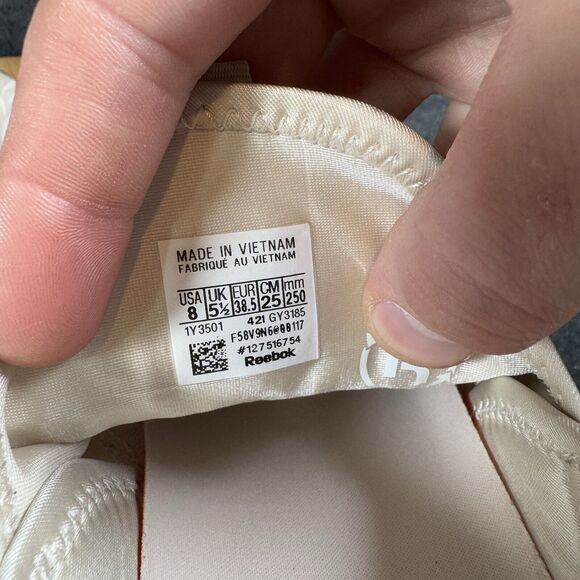 MADE IN VIETNAM
FABRIQUÉ AU VIETNAM
USA UK EUR CM mm
8 5½ 38.5 25 250
1Y3501 421 GY3185
F58V9N6@00117
#127516754
Reebok